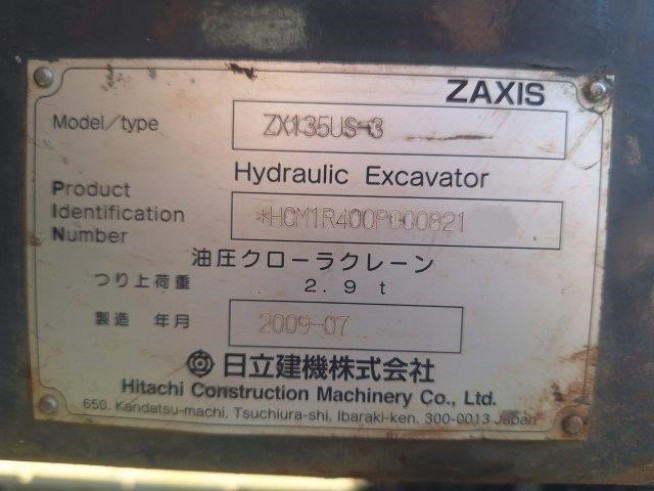 ZAXIS
Model/type ZX135US-3
Hydraulic Excavator
Product
Identification
Number
*HCM1R400P000821
油圧クローラクレーン
つり上荷重 2.9 t
製造 年月 2009-07
日立建機株式会社
Hitachi Construction Machinery Co., Ltd.
650, Kandatsu-machi, Tsuchiura-shi, Ibaraki-ken, 300-0013 Japan